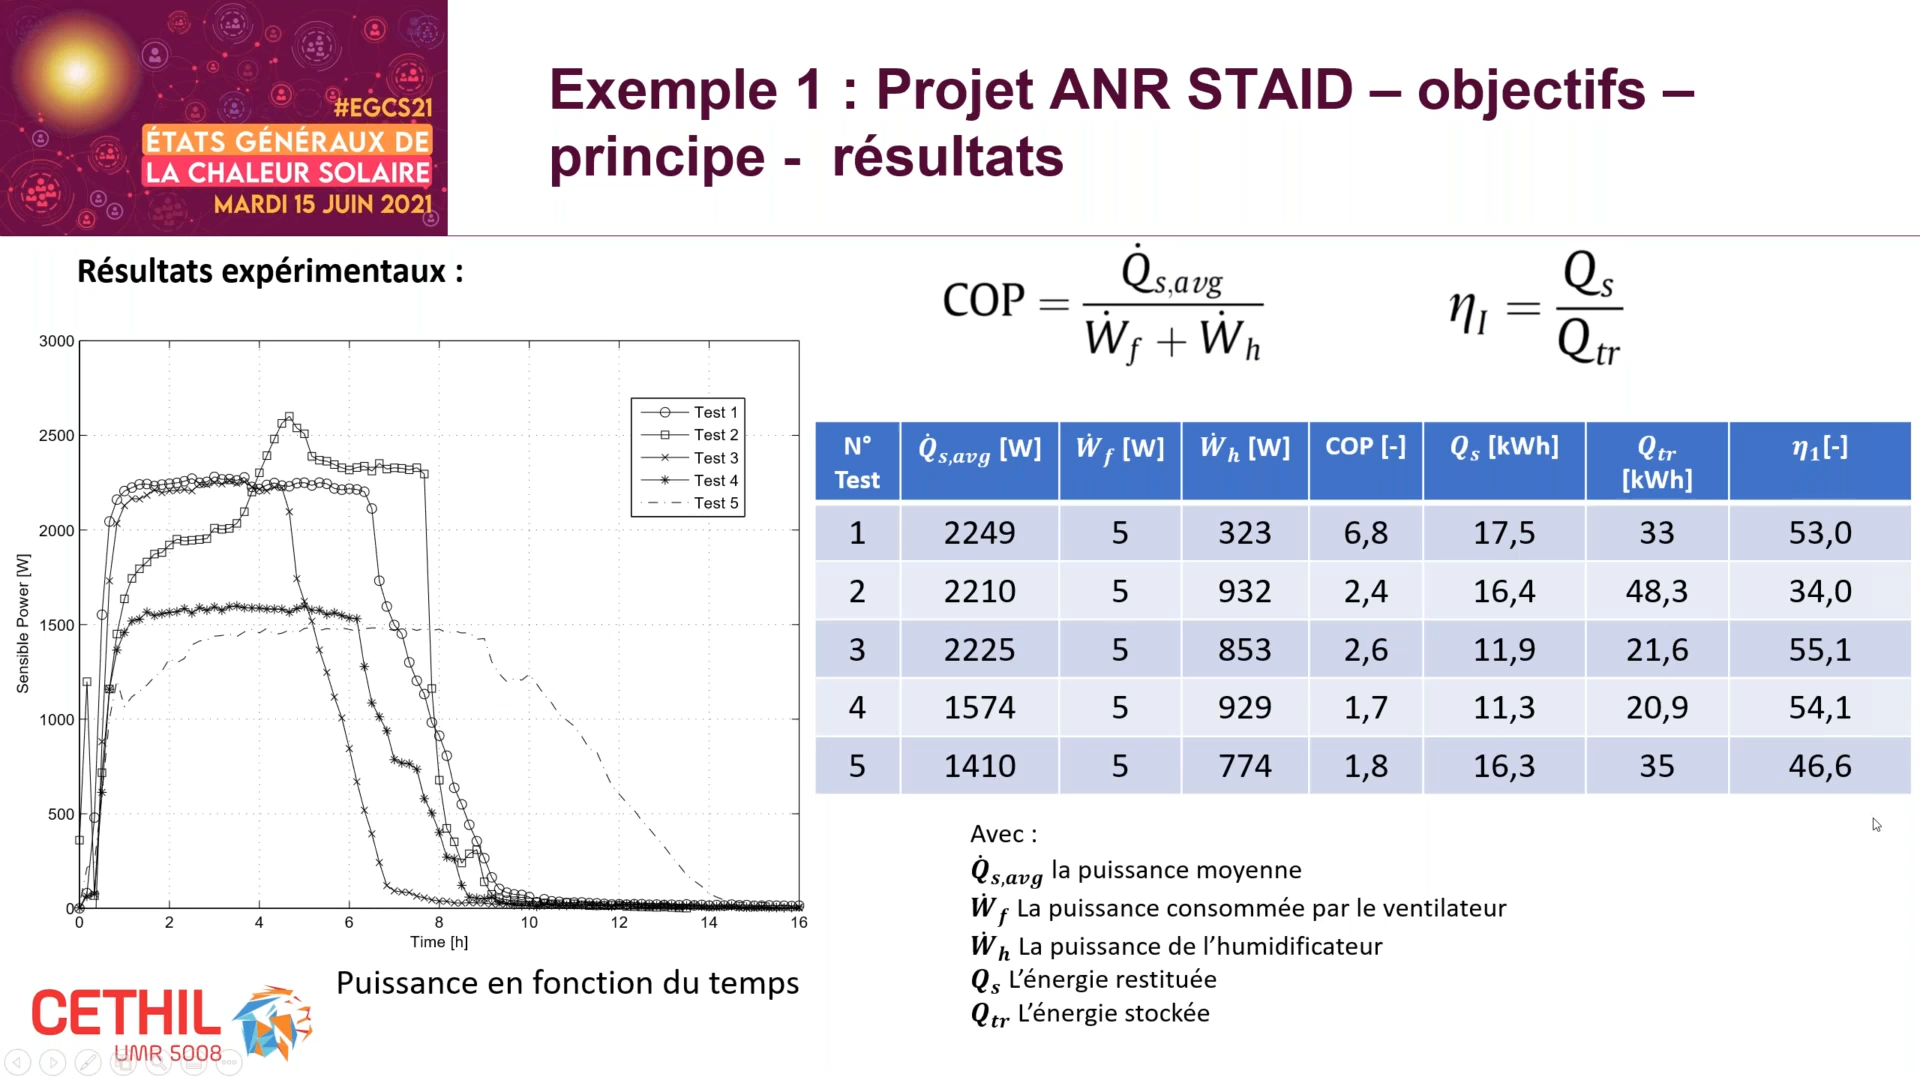 #EGCS21
ÉTATS GÉNÉRAUX DE
LA CHALEUR SOLAIRE
MARDI 15 JUIN 2021
Exemple 1 : Projet ANR STAID – objectifs –
principe - résultats
Résultats expérimentaux :
COP = Q̇s,avg / (Ẇf + Ẇh)
ηI = Qs / Qtr
3000
2500
2000
1500
1000
500
0
Sensible Power [W]
Test 1
Test 2
Test 3
Test 4
Test 5
0 2 4 6 8 10 12 14 16
Time [h]
Puissance en fonction du temps
N° Test | Q̇s,avg [W] | Ẇf [W] | Ẇh [W] | COP [-] | Qs [kWh] | Qtr [kWh] | η1[-]
1 | 2249 | 5 | 323 | 6,8 | 17,5 | 33 | 53,0
2 | 2210 | 5 | 932 | 2,4 | 16,4 | 48,3 | 34,0
3 | 2225 | 5 | 853 | 2,6 | 11,9 | 21,6 | 55,1
4 | 1574 | 5 | 929 | 1,7 | 11,3 | 20,9 | 54,1
5 | 1410 | 5 | 774 | 1,8 | 16,3 | 35 | 46,6
Avec :
Q̇s,avg la puissance moyenne
Ẇf La puissance consommée par le ventilateur
Ẇh La puissance de l’humidificateur
Qs L’énergie restituée
Qtr L’énergie stockée
CETHIL
UMR 5008